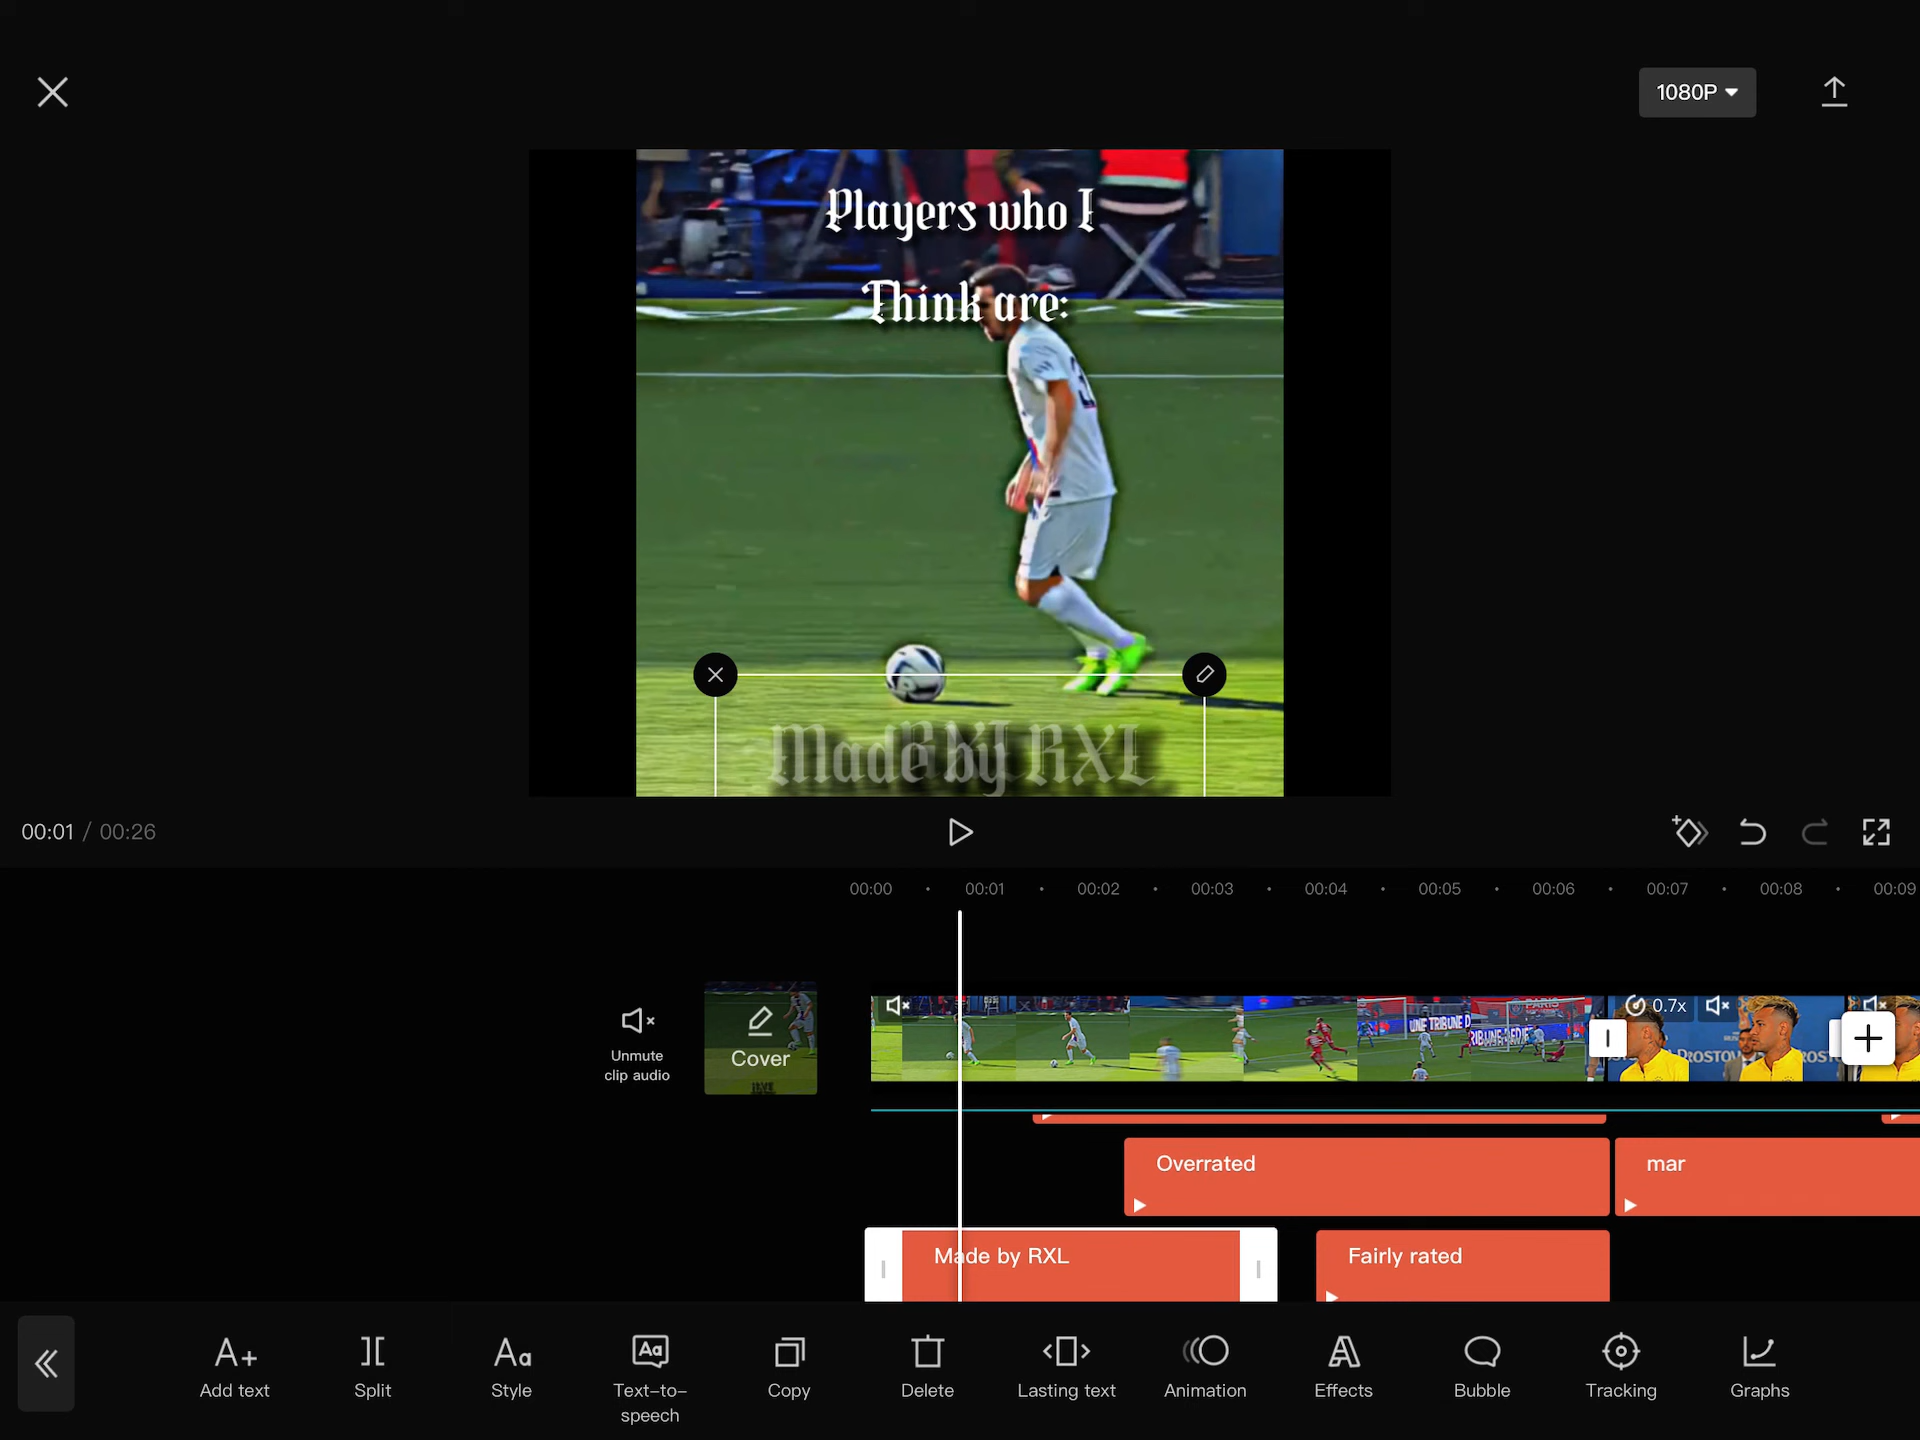 1080P
Players who I
Think are:
Made by RXL
00:01 / 00:26
00:00 00:01 00:02 00:03 00:04 00:05 00:06 00:07 00:08 00:09
Unmute
clip audio
Cover
PARIS
0.7x
Overrated
mar
Made by RXL
Fairly rated
Add text
Split
Style
Text-to-
speech
Copy
Delete
Lasting text
Animation
Effects
Bubble
Tracking
Graphs